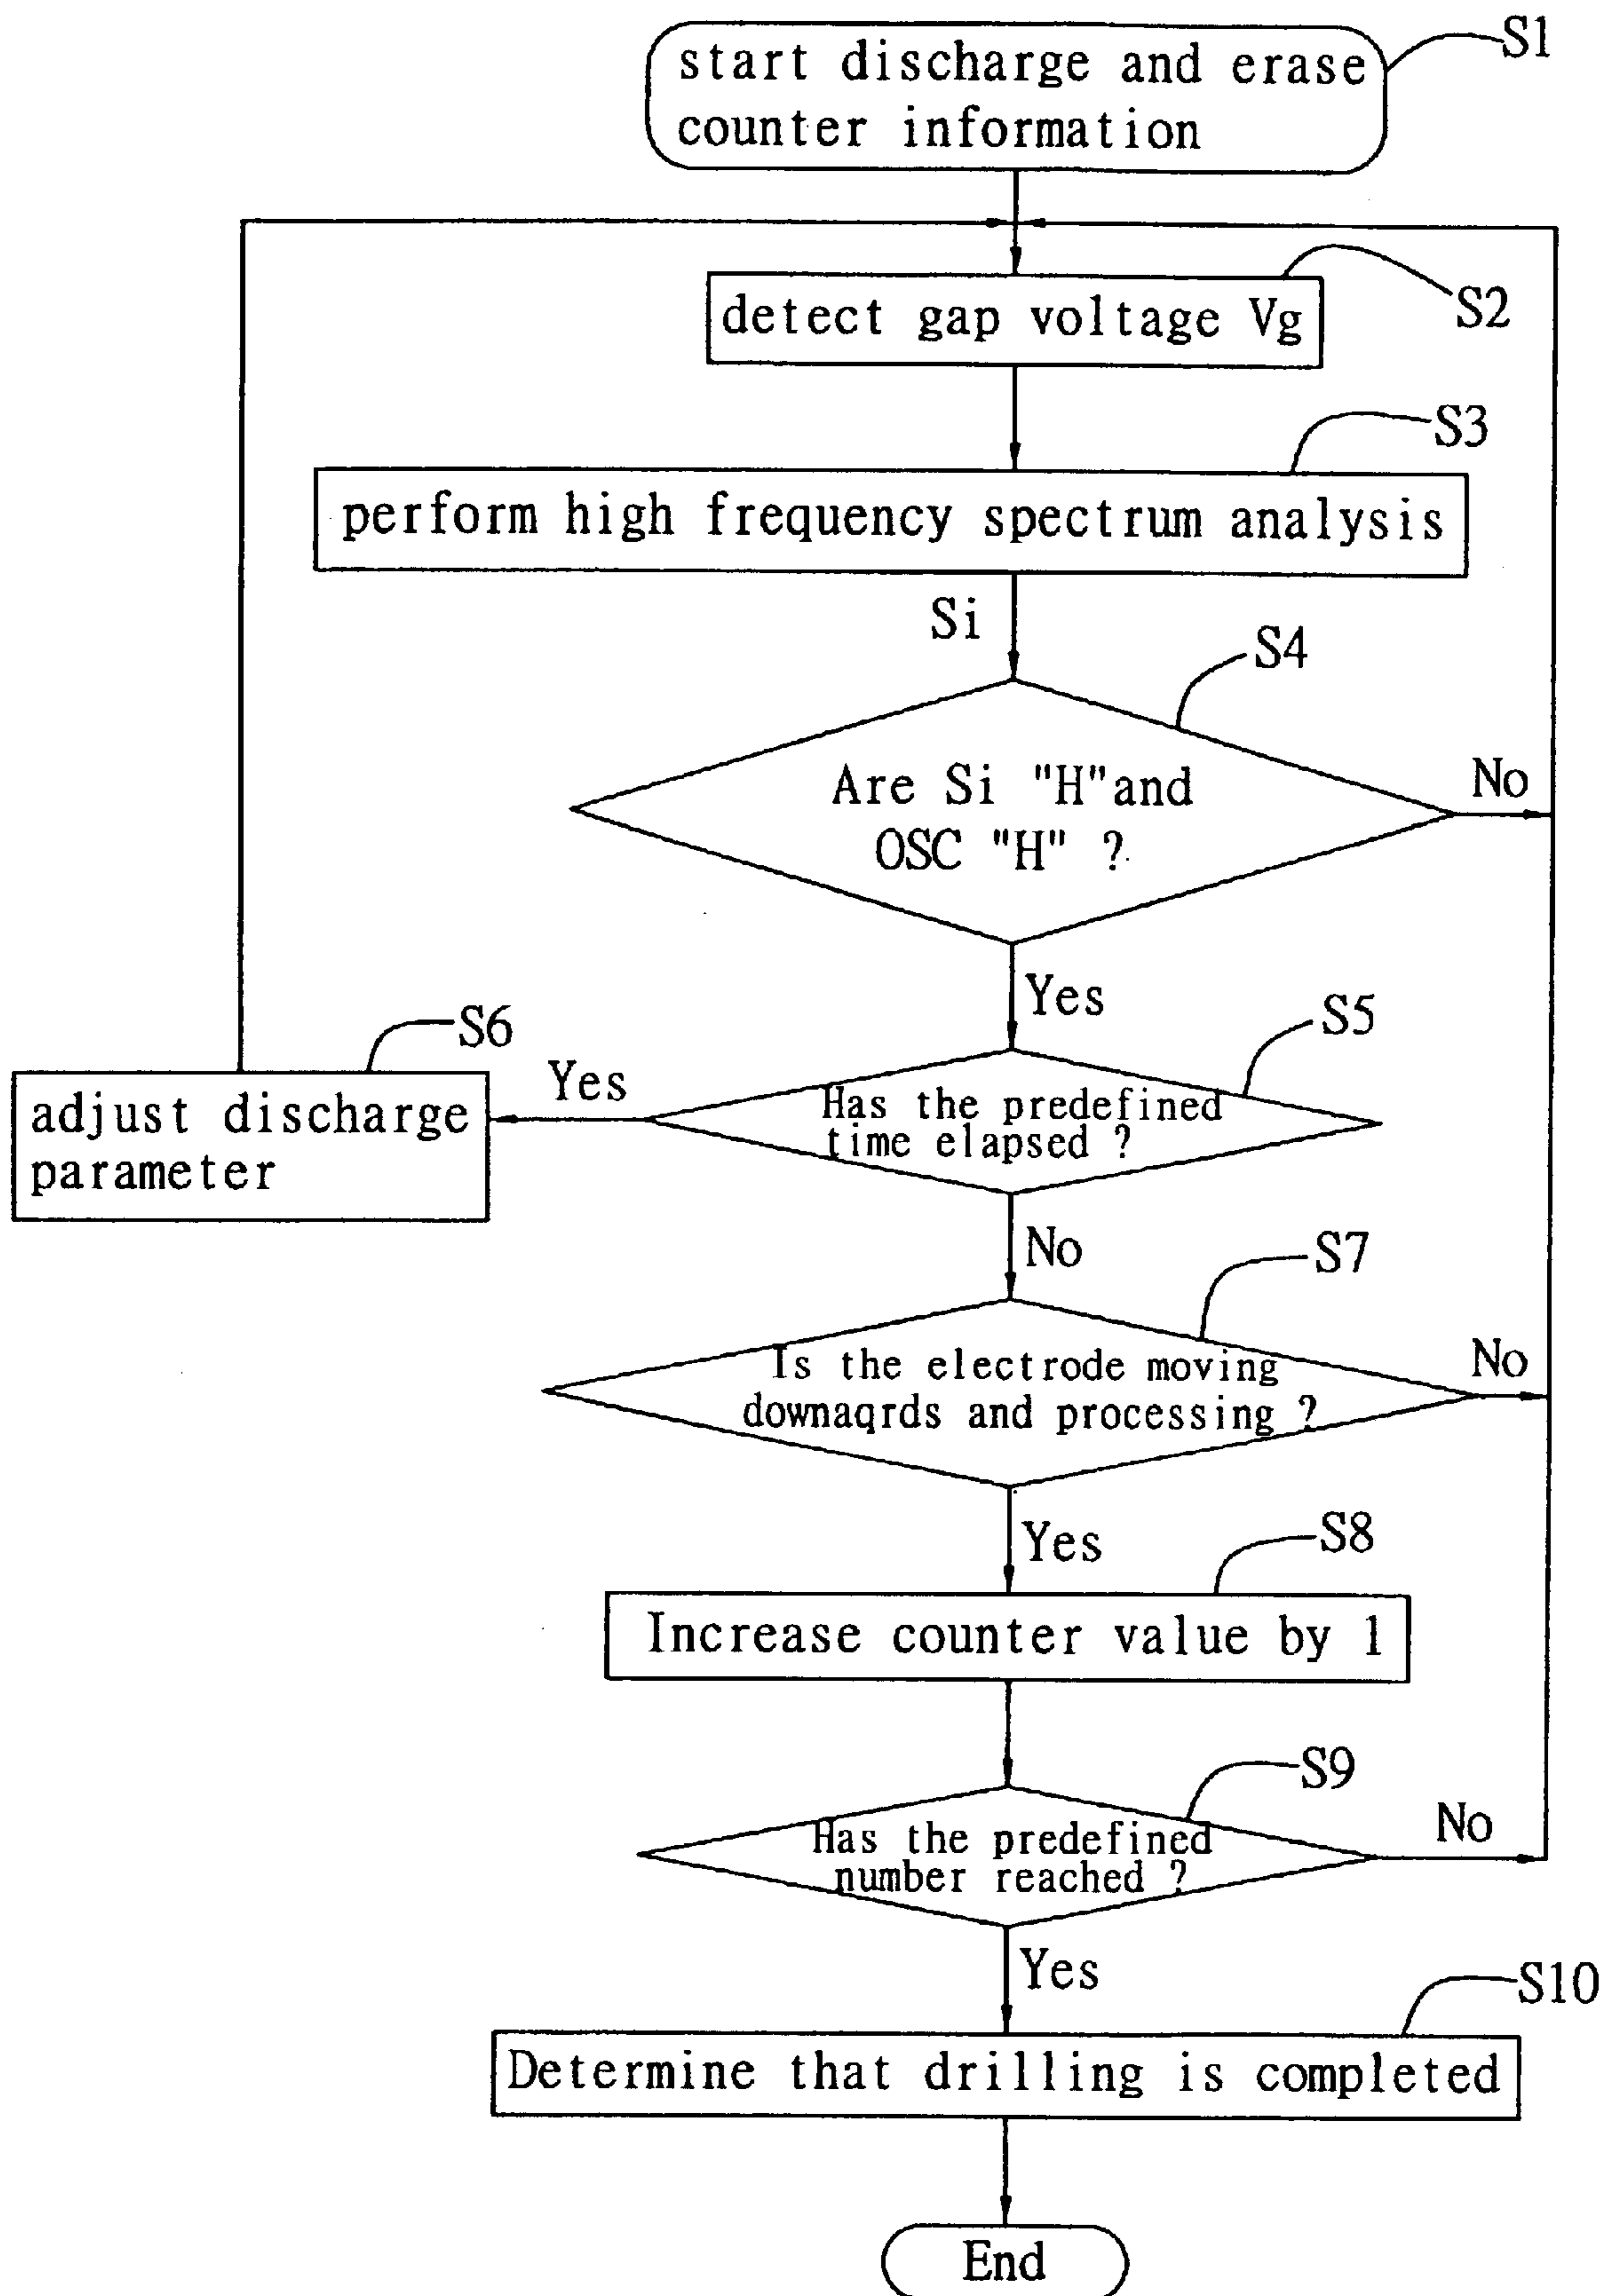 S1
start discharge and erase
counter information
detect gap voltage Vg
S2
S3
perform high frequency spectrum analysis
Si
S4
Are Si "H"and
OSC "H" ?
No
Yes
S5
S6
Yes
Has the predefined
time elapsed ?
adjust discharge
parameter
No
S7
Is the electrode moving
downaqrds and processing ?
No
Yes
S8
Increase counter value by 1
S9
Has the predefined
number reached ?
No
Yes
S10
Determine that drilling is completed
End